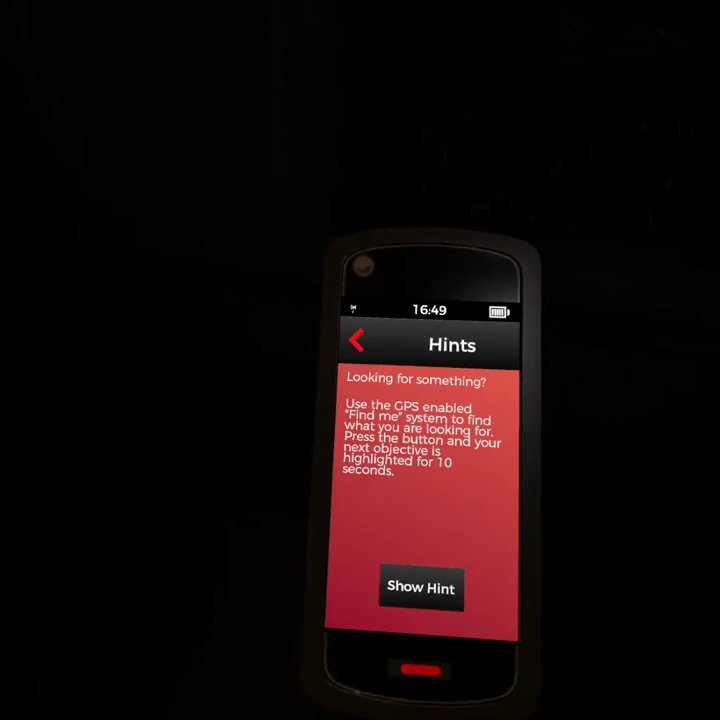 16:49
Hints
Looking for something?
Use the GPS enabled
"Find me" system to find
what you are looking for.
Press the button and your
next objective is
highlighted for 10
seconds.
Show Hint